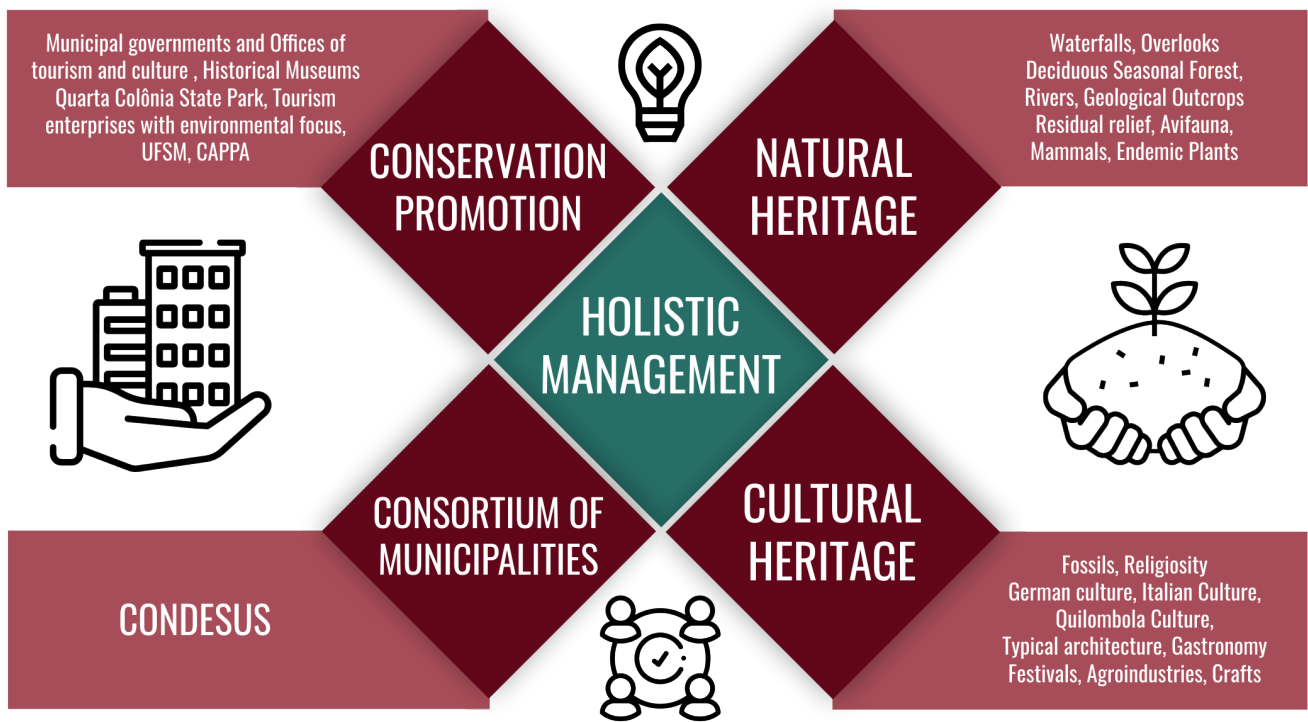 Municipal governments and Offices of
tourism and culture , Historical Museums
Quarta Colônia State Park, Tourism
enterprises with environmental focus,
UFSM, CAPPA
CONSERVATION
PROMOTION
NATURAL
HERITAGE
Waterfalls, Overlooks
Deciduous Seasonal Forest,
Rivers, Geological Outcrops
Residual relief, Avifauna,
Mammals, Endemic Plants
HOLISTIC
MANAGEMENT
CONDESUS
CONSORTIUM OF
MUNICIPALITIES
CULTURAL
HERITAGE
Fossils, Religiosity
German culture, Italian Culture,
Quilombola Culture,
Typical architecture, Gastronomy
Festivals, Agroindustries, Crafts